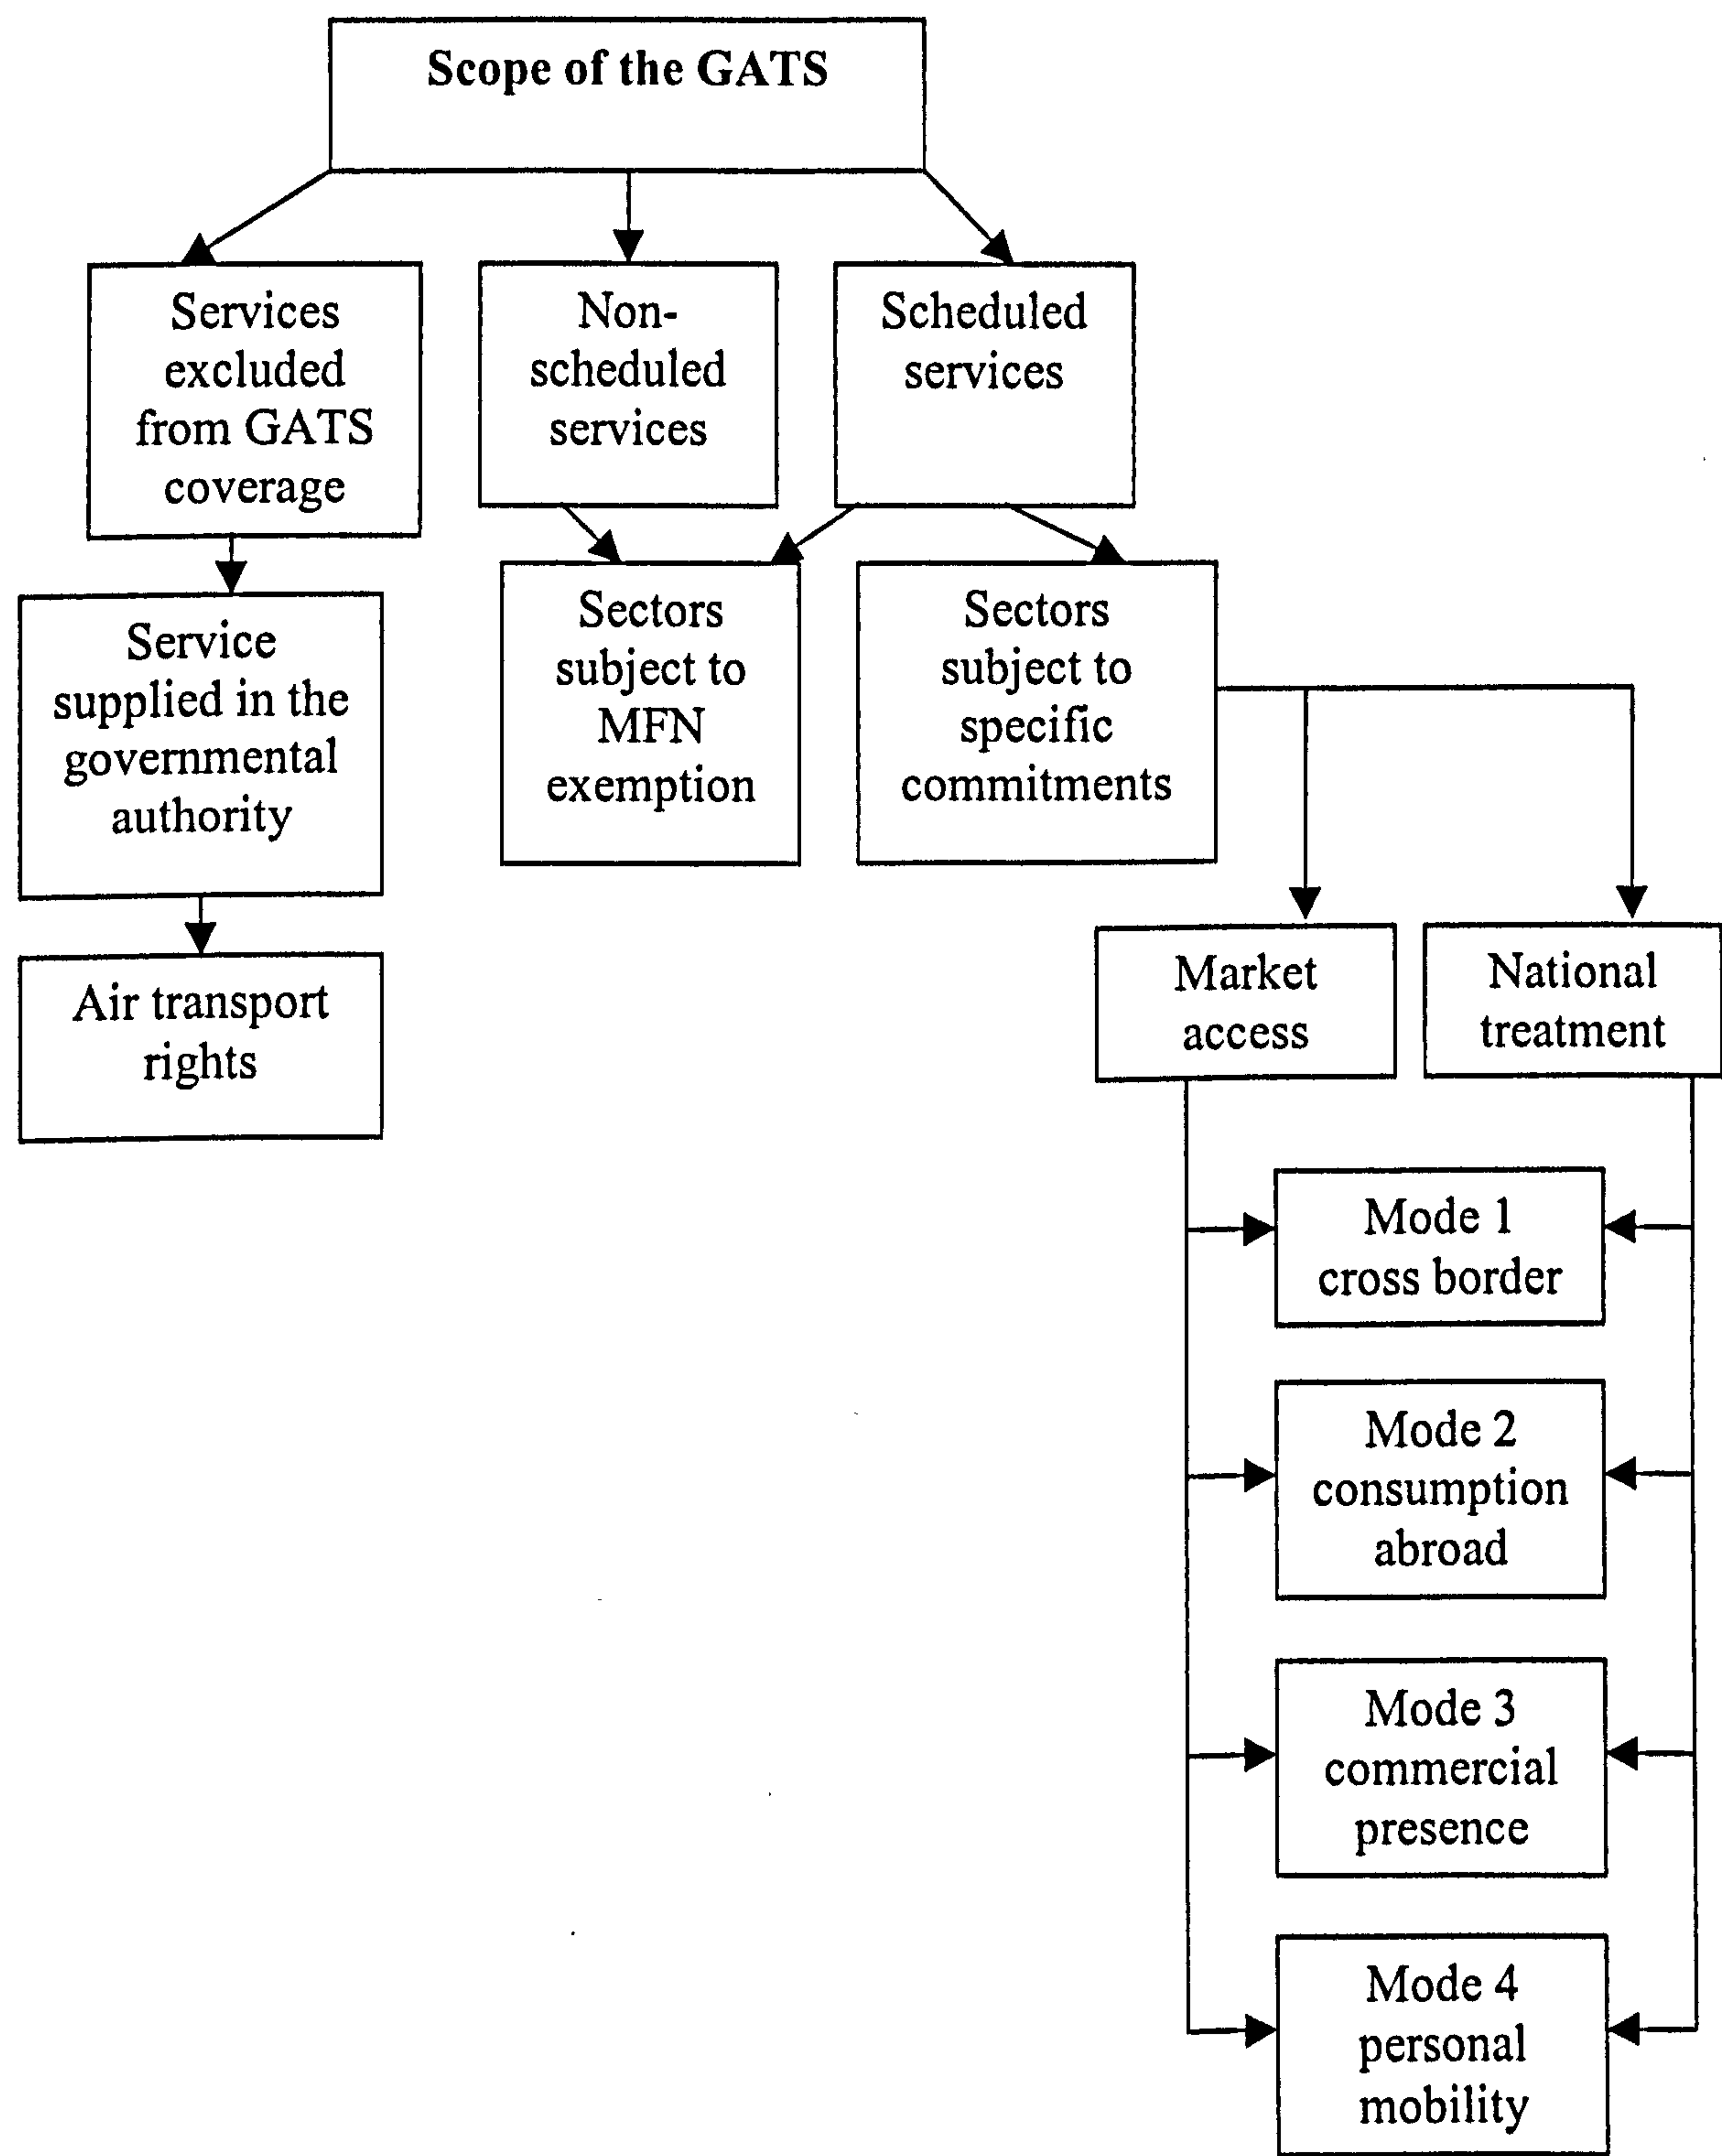 Scope of the GATS
Services
excluded
from GATS
coverage
Non-
scheduled
services
Scheduled
services
Service
supplied in the
governmental
authority
Sectors
subject to
MFN
exemption
Sectors
subject to
specific
commitments
Air transport
rights
Market
access
National
treatment
Mode 1
cross border
Mode 2
consumption
abroad
Mode 3
commercial
presence
Mode 4
personal
mobility